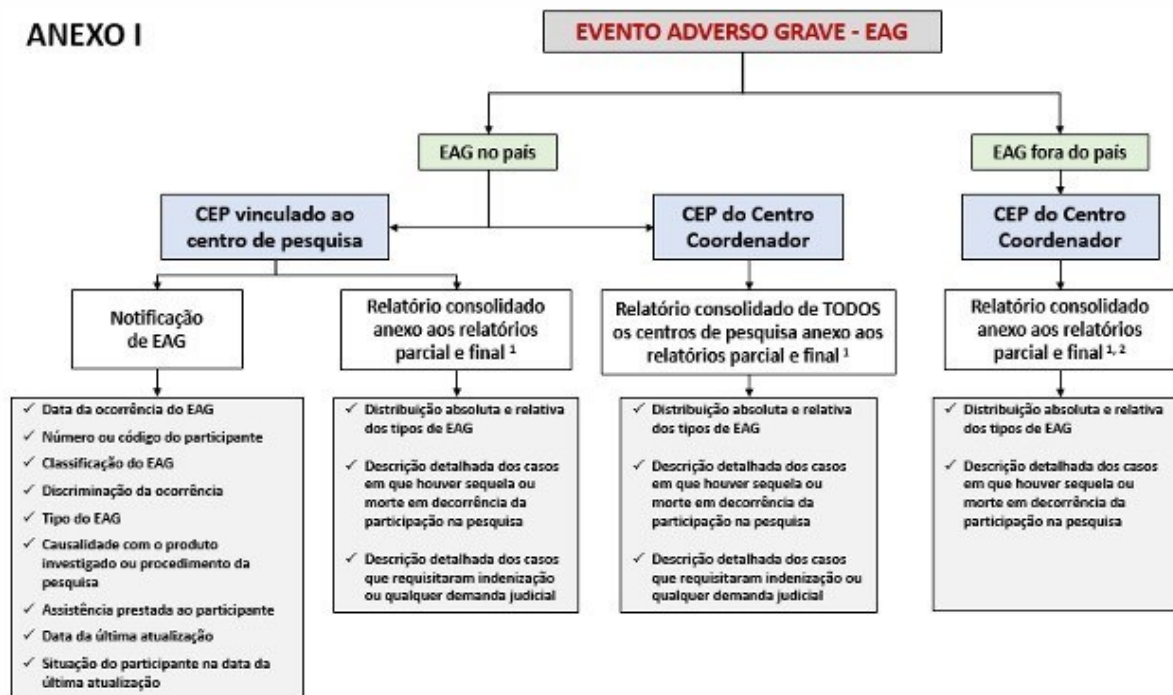 ANEXO I
EVENTO ADVERSO GRAVE - EAG
EAG no país
EAG fora do país
CEP vinculado ao
centro de pesquisa
CEP do Centro
Coordenador
CEP do Centro
Coordenador
Notificação
de EAG
Relatório consolidado
anexo aos relatórios
parcial e final ¹
Relatório consolidado de TODOS
os centros de pesquisa anexo aos
relatórios parcial e final ¹
Relatório consolidado
anexo aos relatórios
parcial e final ¹, ²
✓ Data da ocorrência do EAG
✓ Número ou código do participante
✓ Classificação do EAG
✓ Discriminação da ocorrência
✓ Tipo do EAG
✓ Causalidade com o produto
investigado ou procedimento da
pesquisa
✓ Assistência prestada ao participante
✓ Data da última atualização
✓ Situação do participante na data da
última atualização
✓ Distribuição absoluta e relativa
dos tipos de EAG
✓ Descrição detalhada dos casos
em que houver sequela ou
morte em decorrência da
participação na pesquisa
✓ Descrição detalhada dos casos
que requisitaram indenização
ou qualquer demanda judicial
✓ Distribuição absoluta e relativa
dos tipos de EAG
✓ Descrição detalhada dos casos
em que houver sequela ou
morte em decorrência da
participação na pesquisa
✓ Descrição detalhada dos casos
que requisitaram indenização ou
qualquer demanda judicial
✓ Distribuição absoluta e relativa
dos tipos de EAG
✓ Descrição detalhada dos casos
em que houver sequela ou
morte em decorrência da
participação na pesquisa